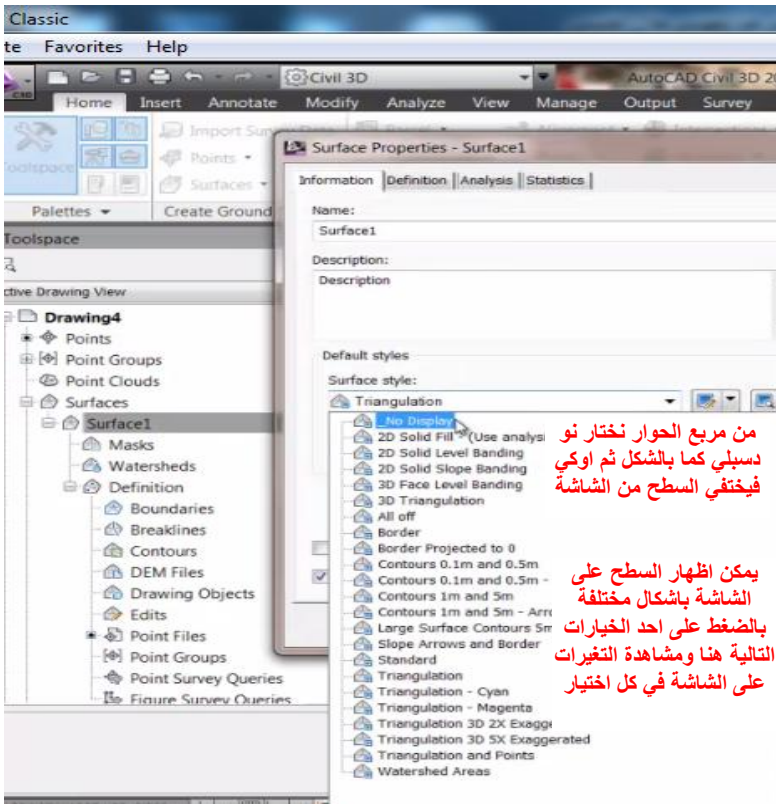 Classic
Favorites Help
Civil 3D AutoCAD Civil 3D 20
Home Insert Annotate Modify Analyze View Manage Output Survey
Import Sur
Toolspace Points
Surfaces
Palettes Create Ground
Toolspace
ctive Drawing View
Drawing4
Points
Point Groups
Point Clouds
Surfaces
Surface1
Masks
Watersheds
Definition
Boundaries
Breaklines
Contours
DEM Files
Drawing Objects
Edits
Point Files
Point Groups
Point Survey Queries
Figure Survey Queries
Surface Properties - Surface1
Information Definition Analysis Statistics
Name:
Surface1
Description:
Description
Default styles
Surface style:
Triangulation
_No Display
2D Solid Fill (Use analysi
2D Solid Level Banding
2D Solid Slope Banding
3D Face Level Banding
3D Triangulation
All off
Border
Border Projected to 0
Contours 0.1m and 0.5m
Contours 0.1m and 0.5m -
Contours 1m and 5m
Contours 1m and 5m - Arro
Large Surface Contours 5m
Slope Arrows and Border
Standard
Triangulation
Triangulation - Cyan
Triangulation - Magenta
Triangulation 3D 2X Exagge
Triangulation 3D 5X Exaggerated
Triangulation and Points
Watershed Areas
من مربع الحوار نختار نو
دسبلي كما بالشكل ثم اوكي
فيختفي السطح من الشاشة
يمكن اظهار السطح على
الشاشة باشكال مختلفة
بالضغط على احد الخيارات
التالية هنا ومشاهدة التغيرات
على الشاشة في كل اختيار